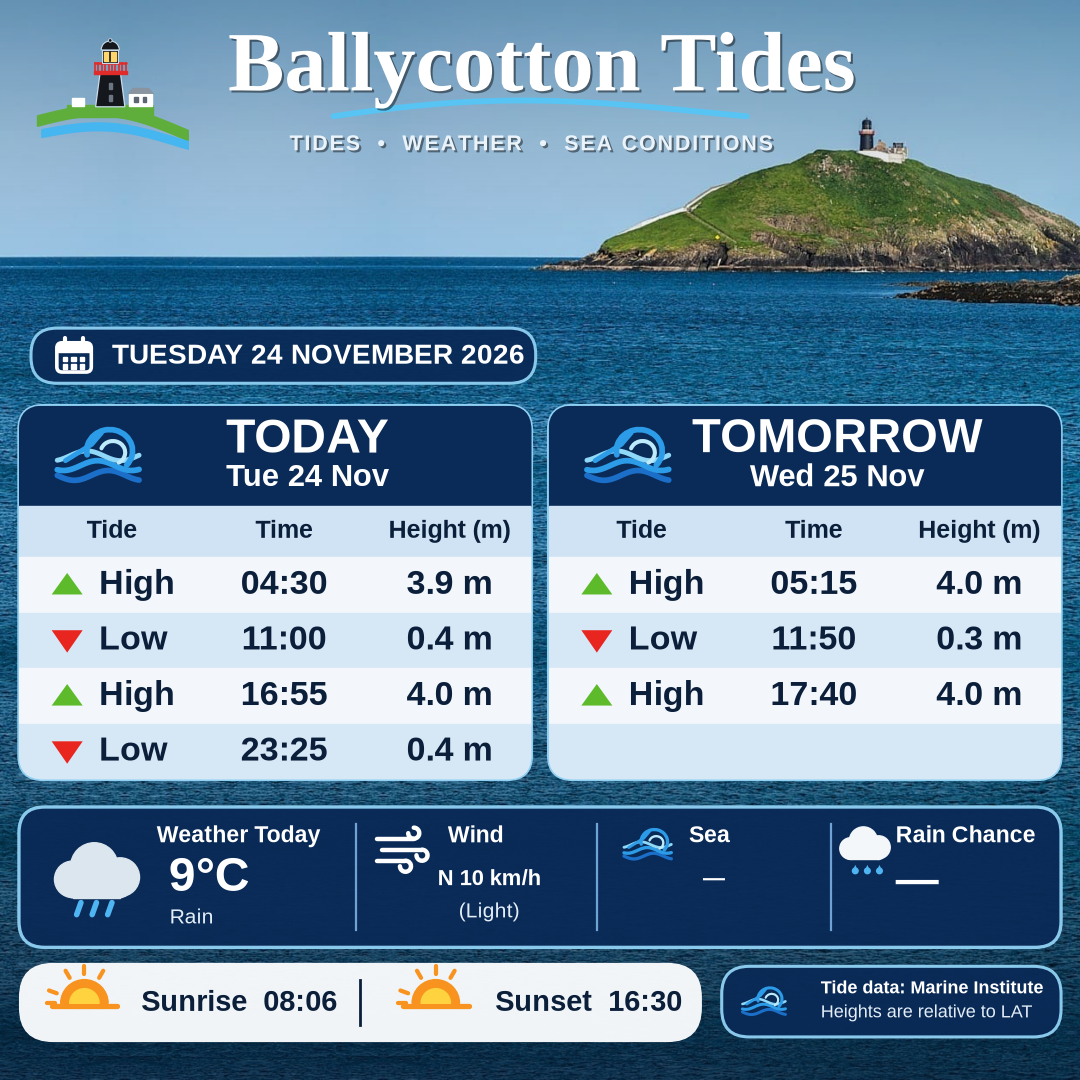 Ballycotton Tides
TIDES • WEATHER • SEA CONDITIONS
TUESDAY 24 NOVEMBER 2026
TODAY
Tue 24 Nov
Tide Time Height (m)
High 04:30 3.9 m
Low 11:00 0.4 m
High 16:55 4.0 m
Low 23:25 0.4 m
TOMORROW
Wed 25 Nov
Tide Time Height (m)
High 05:15 4.0 m
Low 11:50 0.3 m
High 17:40 4.0 m
Weather Today
9°C
Rain
Wind
N 10 km/h
(Light)
Sea
—
Rain Chance
—
Sunrise 08:06
Sunset 16:30
Tide data: Marine Institute
Heights are relative to LAT